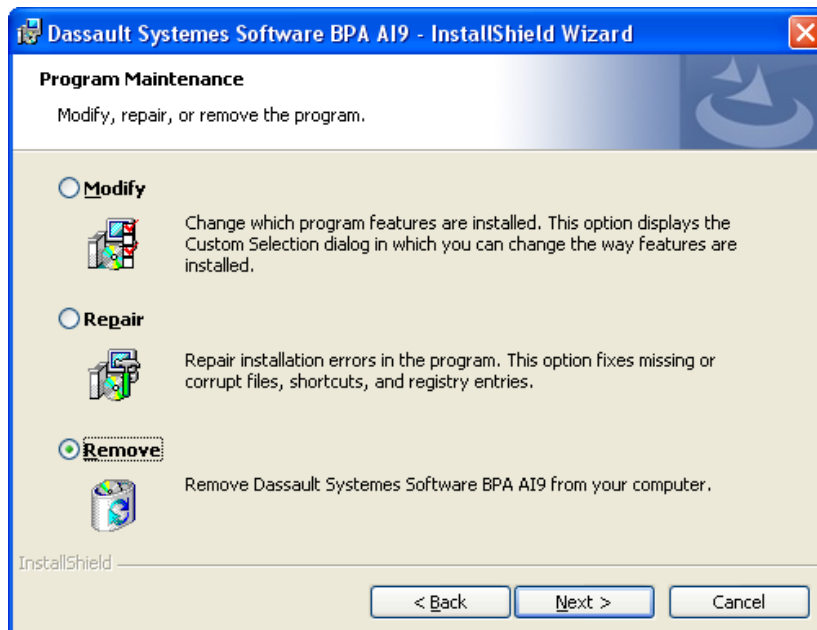 Dassault Systemes Software BPA AI9 - InstallShield Wizard
Program Maintenance
Modify, repair, or remove the program.
Modify
Change which program features are installed. This option displays the
Custom Selection dialog in which you can change the way features are
installed.
Repair
Repair installation errors in the program. This option fixes missing or
corrupt files, shortcuts, and registry entries.
Remove
Remove Dassault Systemes Software BPA AI9 from your computer.
InstallShield
< Back
Next >
Cancel